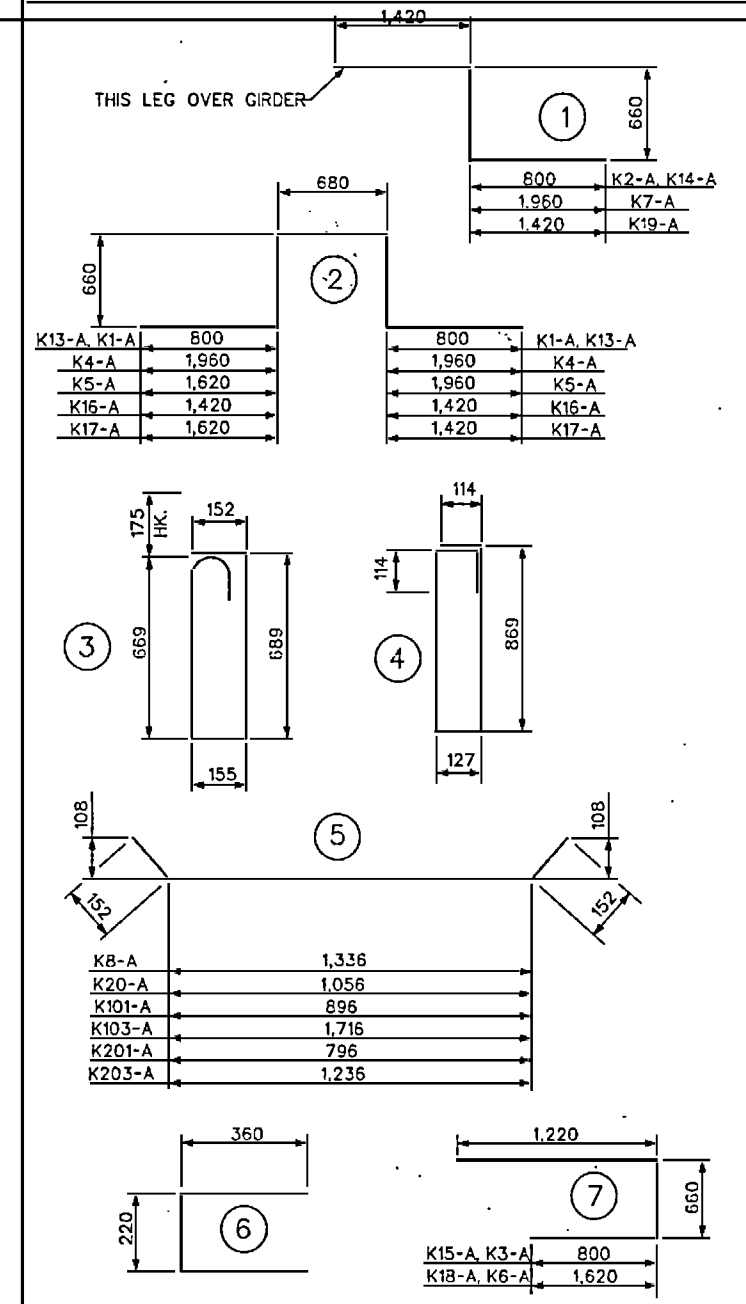 1,420
THIS LEG OVER GIRDER
1
660
800 K2-A, K14-A
1.960 K7-A
1.420 K19-A
680
660
2
K13-A, K1-A 800 800 K1-A, K13-A
K4-A 1,960 1,960 K4-A
K5-A 1,620 1,960 K5-A
K16-A 1,420 1,420 K16-A
K17-A 1,620 1,420 K17-A
175 HK.
152
114
114
3
669
689
4
869
155
127
108
5
108
152
152
K8-A 1,336
K20-A 1,056
K101-A 896
K103-A 1,716
K201-A 796
K203-A 1,236
360
1,220
220
6
7
660
K15-A, K3-A 800
K18-A, K6-A 1,620